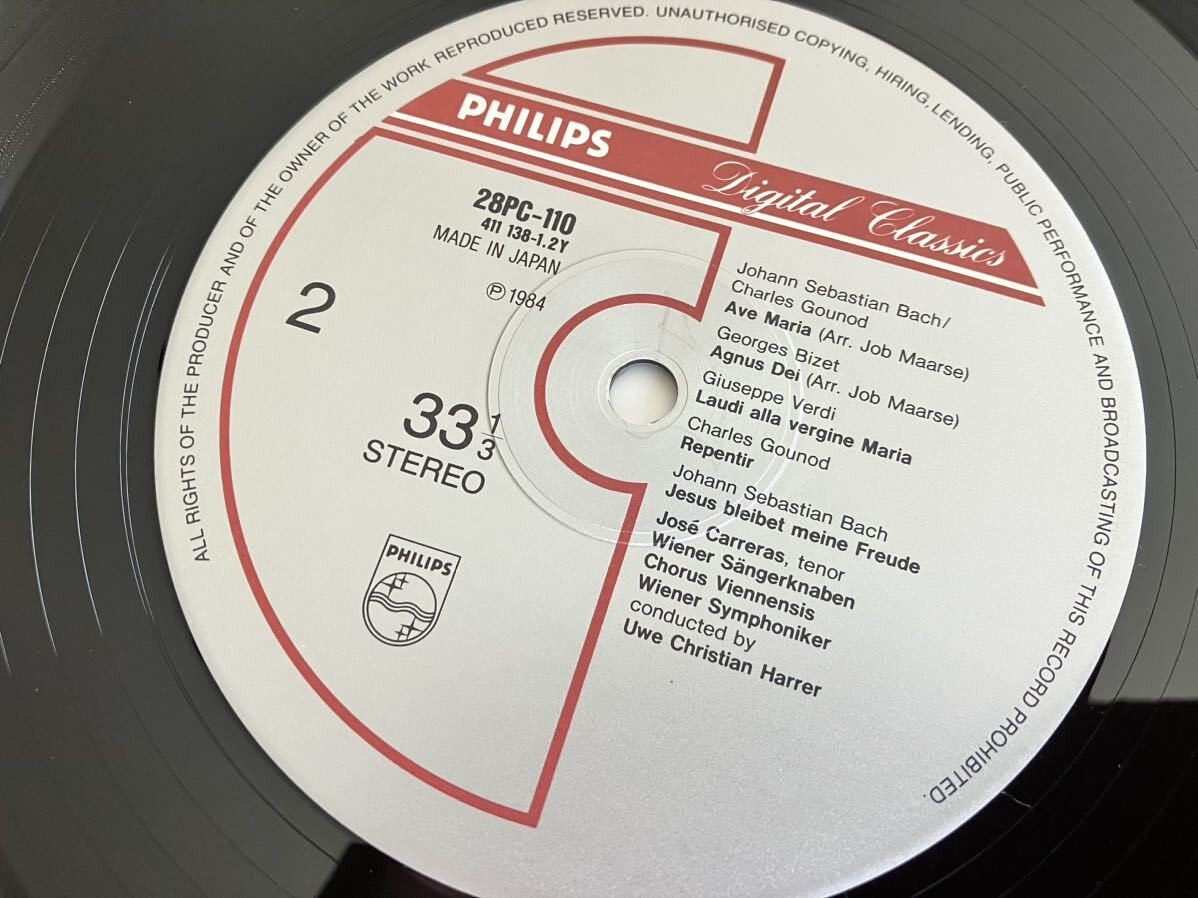 ALL RIGHTS OF THE PRODUCER AND OF THE OWNER OF THE WORK REPRODUCED RESERVED. UNAUTHORISED COPYING, HIRING, LENDING, PUBLIC PERFORMANCE AND BROADCASTING OF THIS RECORD PROHIBITED.
PHILIPS
Digital Classics
28PC-110
411 138-1.2Y
MADE IN JAPAN
℗ 1984
2
33 1/3
STEREO
PHILIPS
Johann Sebastian Bach/
Charles Gounod
Ave Maria (Arr. Job Maarse)
Georges Bizet
Agnus Dei (Arr. Job Maarse)
Giuseppe Verdi
Laudi alla vergine Maria
Charles Gounod
Repentir
Johann Sebastian Bach
Jesus bleibet meine Freude
José Carreras, tenor
Wiener Sängerknaben
Chorus Viennensis
Wiener Symphoniker
conducted by
Uwe Christian Harrer